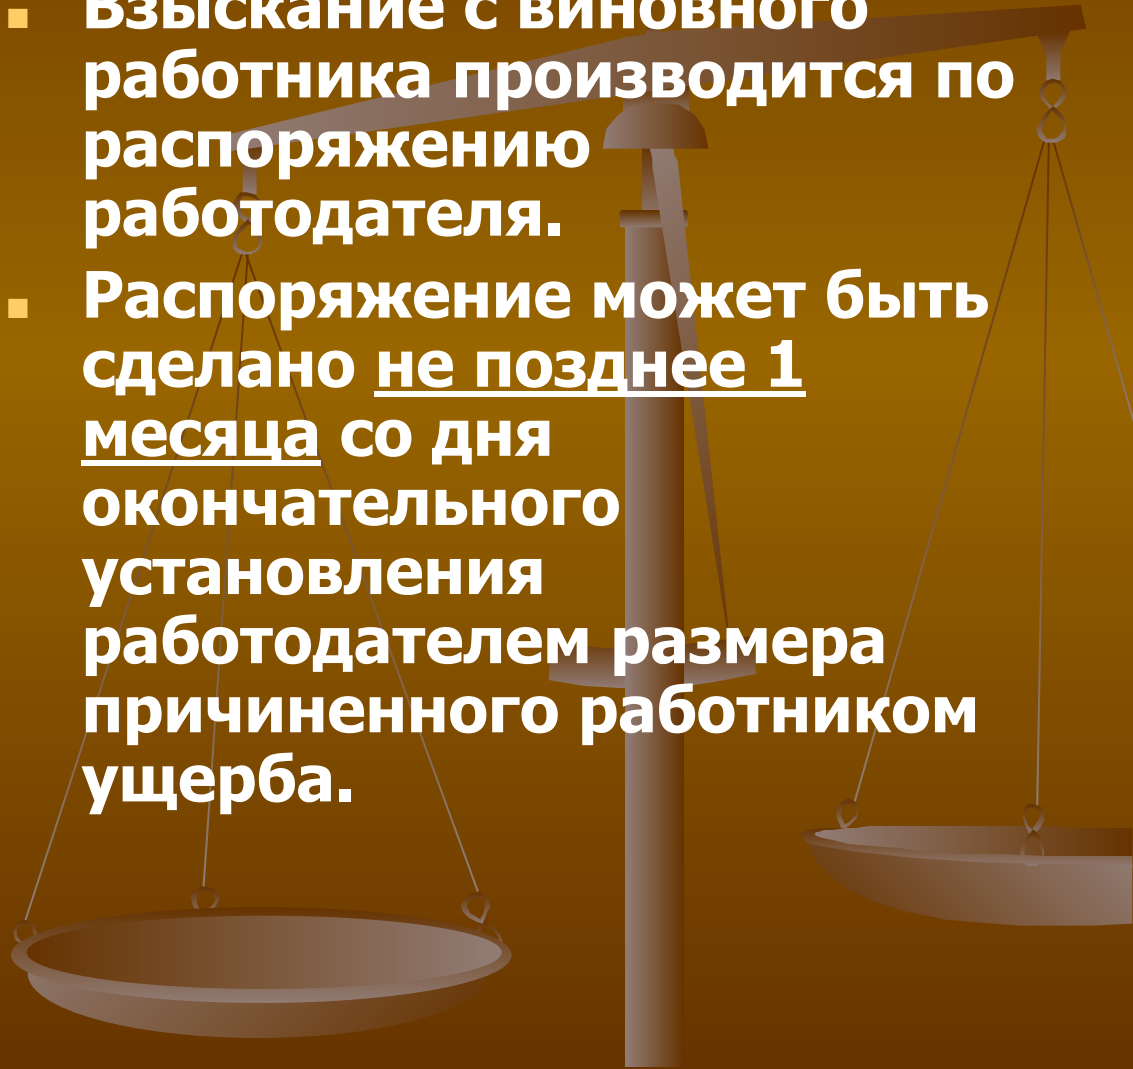 Взыскание с виновного
работника производится по
распоряжению
работодателя.
Распоряжение может быть
сделано не позднее 1
месяца со дня
окончательного
установления
работодателем размера
причиненного работником
ущерба.